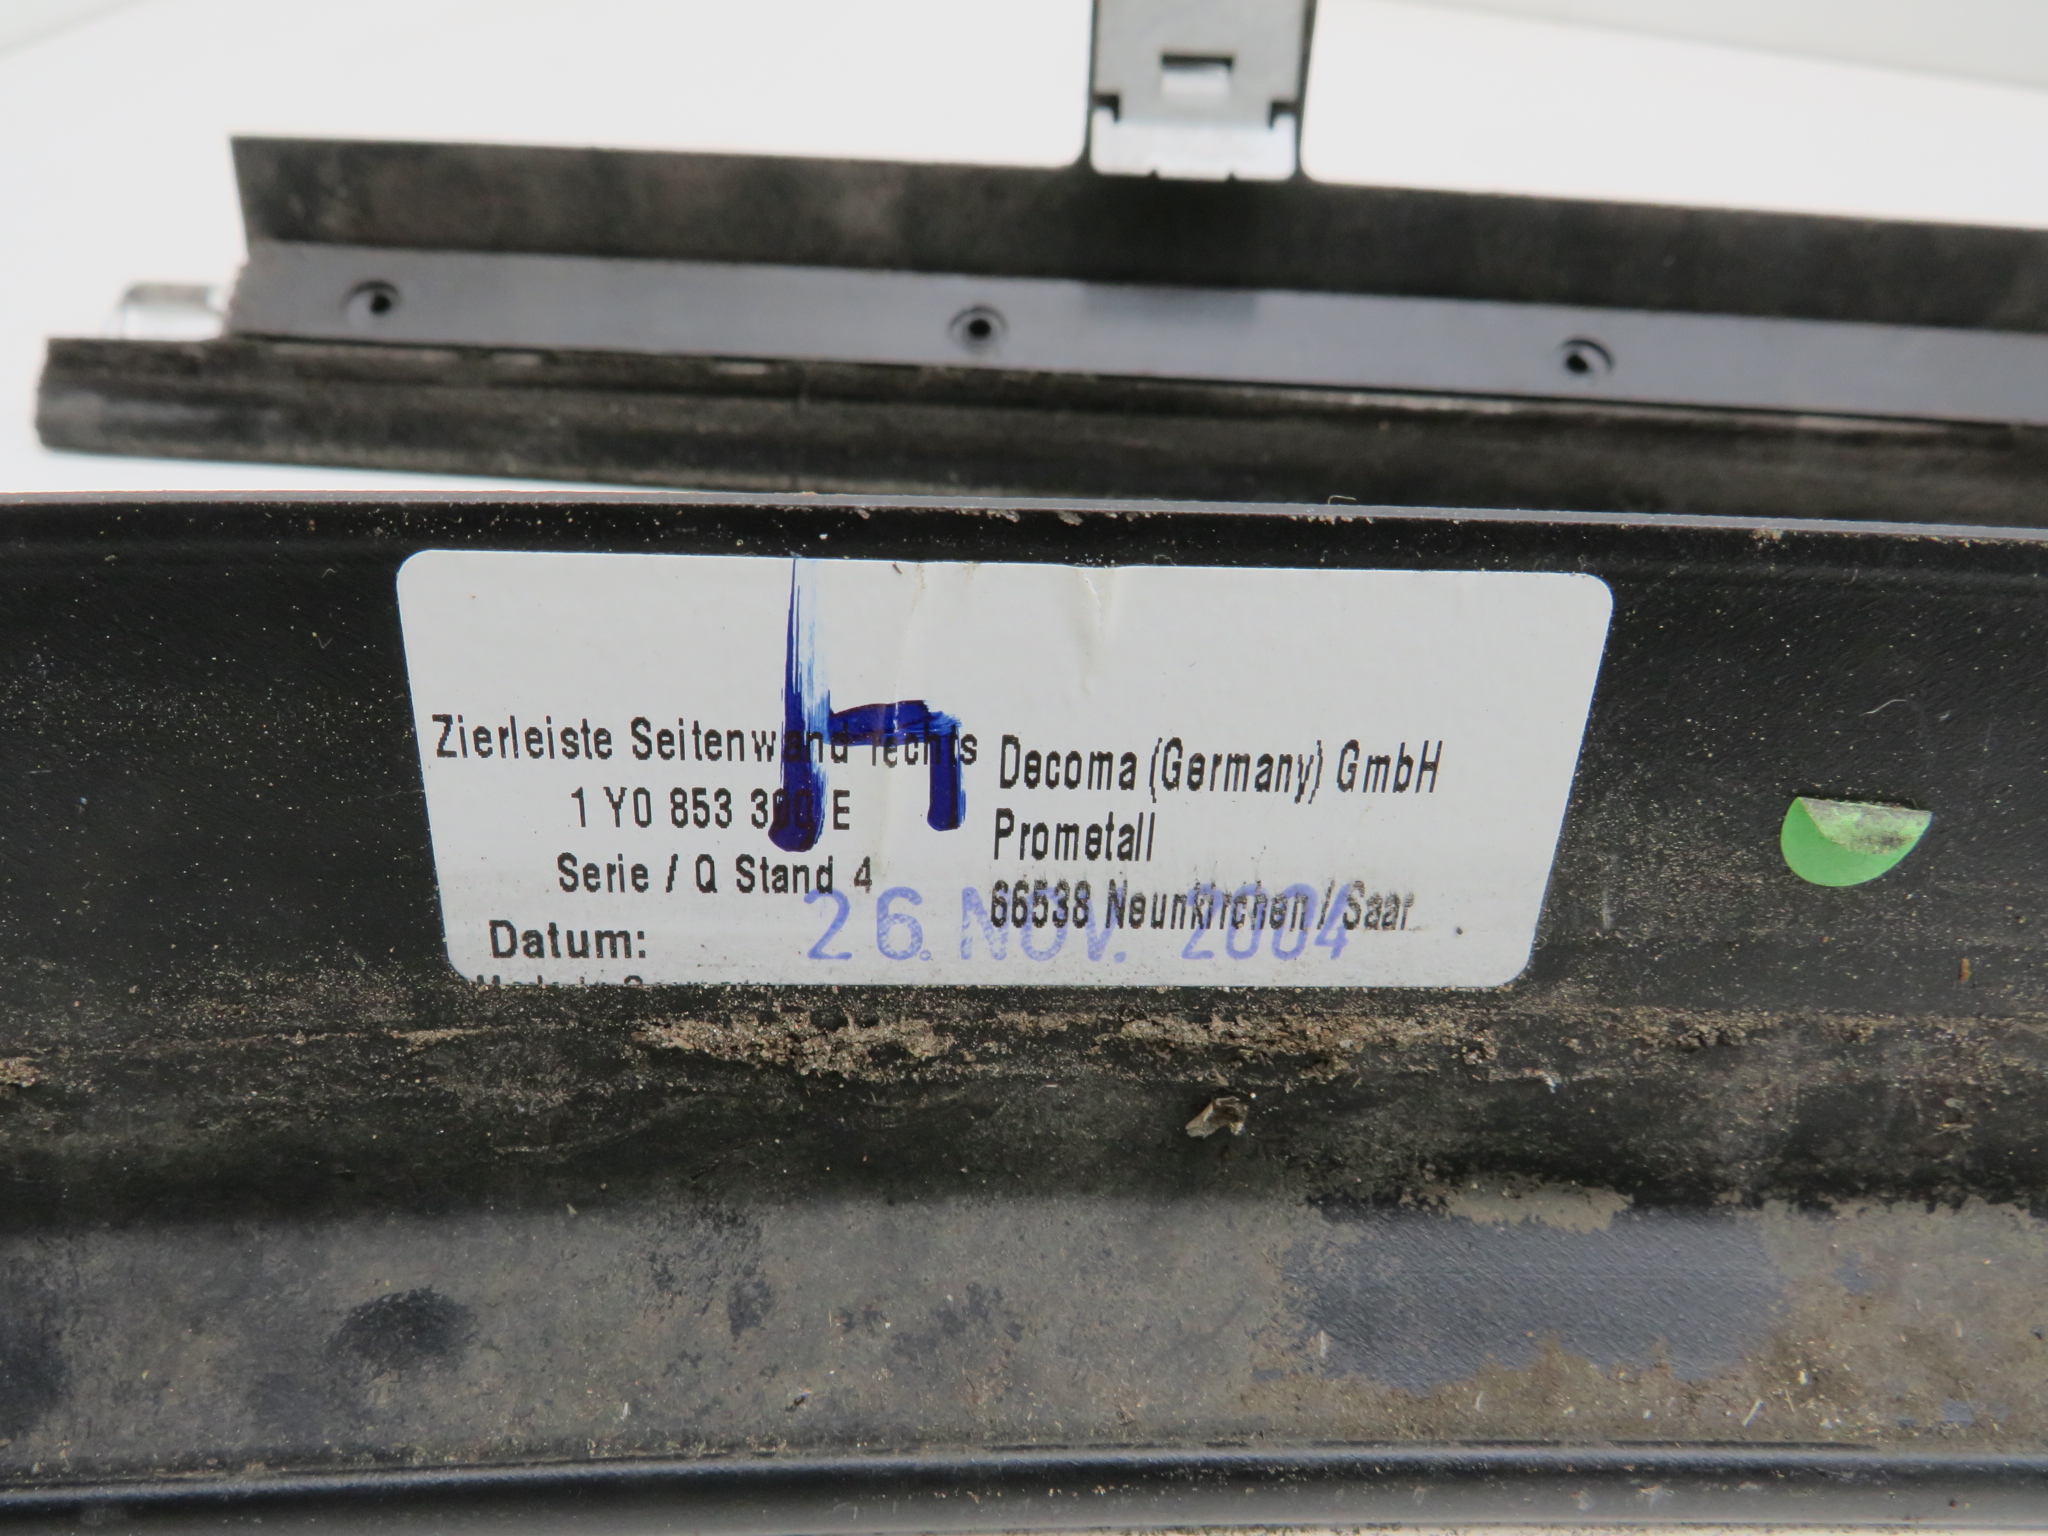 Zierleiste Seitenwand rechts
1 Y0 853 3 E
Serie / Q Stand 4
Datum: 26. NOV. 2004
Decoma (Germany) GmbH
Prometall
66538 Neunkirchen / Saar
h